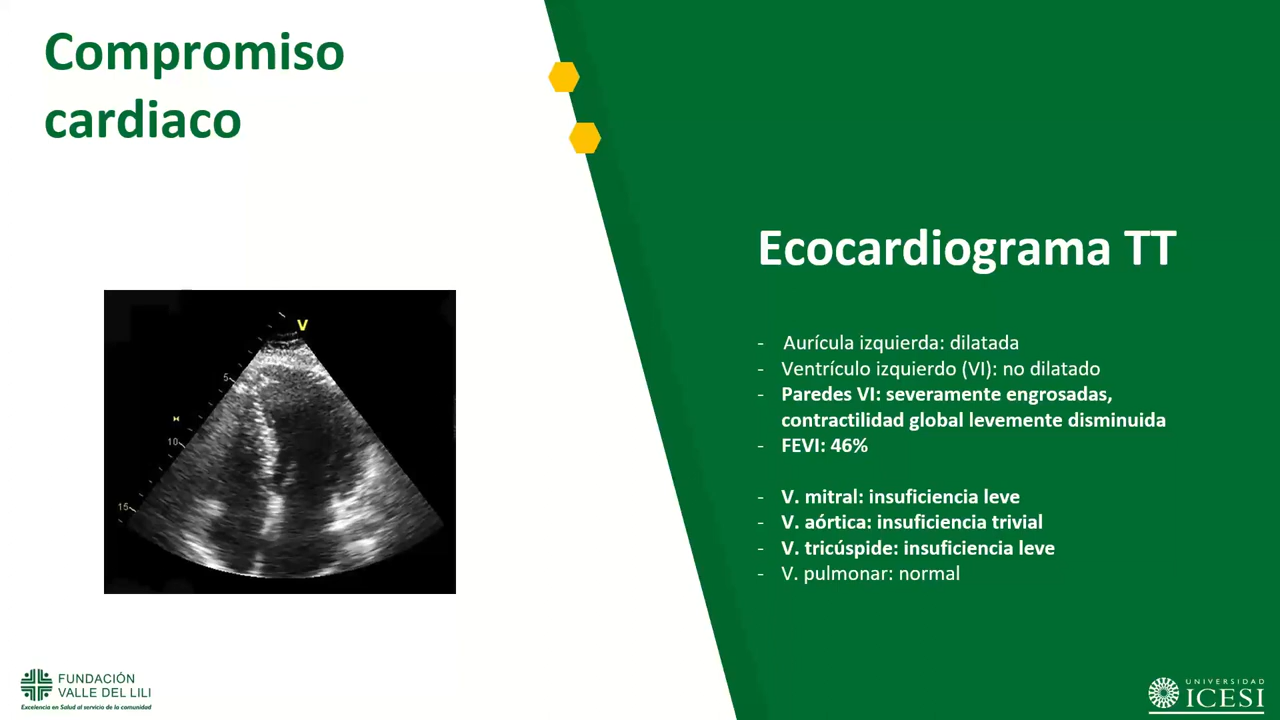 Compromiso
cardiaco
V
5
10
15
Ecocardiograma TT
- Aurícula izquierda: dilatada
- Ventrículo izquierdo (VI): no dilatado
- Paredes VI: severamente engrosadas,
contractilidad global levemente disminuida
- FEVI: 46%
- V. mitral: insuficiencia leve
- V. aórtica: insuficiencia trivial
- V. tricúspide: insuficiencia leve
- V. pulmonar: normal
FUNDACIÓN
VALLE DEL LILI
Excelencia en Salud al servicio de la comunidad
UNIVERSIDAD
ICESI